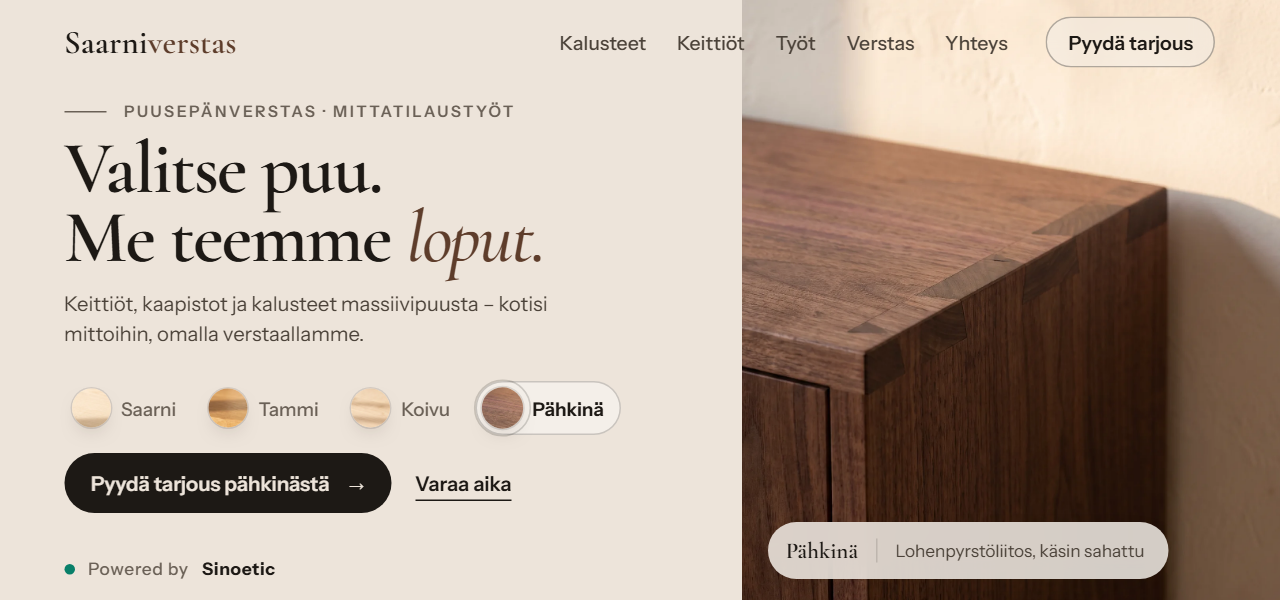 Saarniverstas
Kalusteet Keittiöt Työt Verstas Yhteys Pyydä tarjous
PUUSEPÄNVERSTAS · MITTATILAUSTYÖT
Valitse puu.
Me teemme loput.
Keittiöt, kaapistot ja kalusteet massiivipuusta – kotisi
mittoihin, omalla verstaallamme.
Saarni Tammi Koivu Pähkinä
Pyydä tarjous pähkinästä → Varaa aika
Pähkinä Lohenpyrstöliitos, käsin sahattu
Powered by Sinoetic